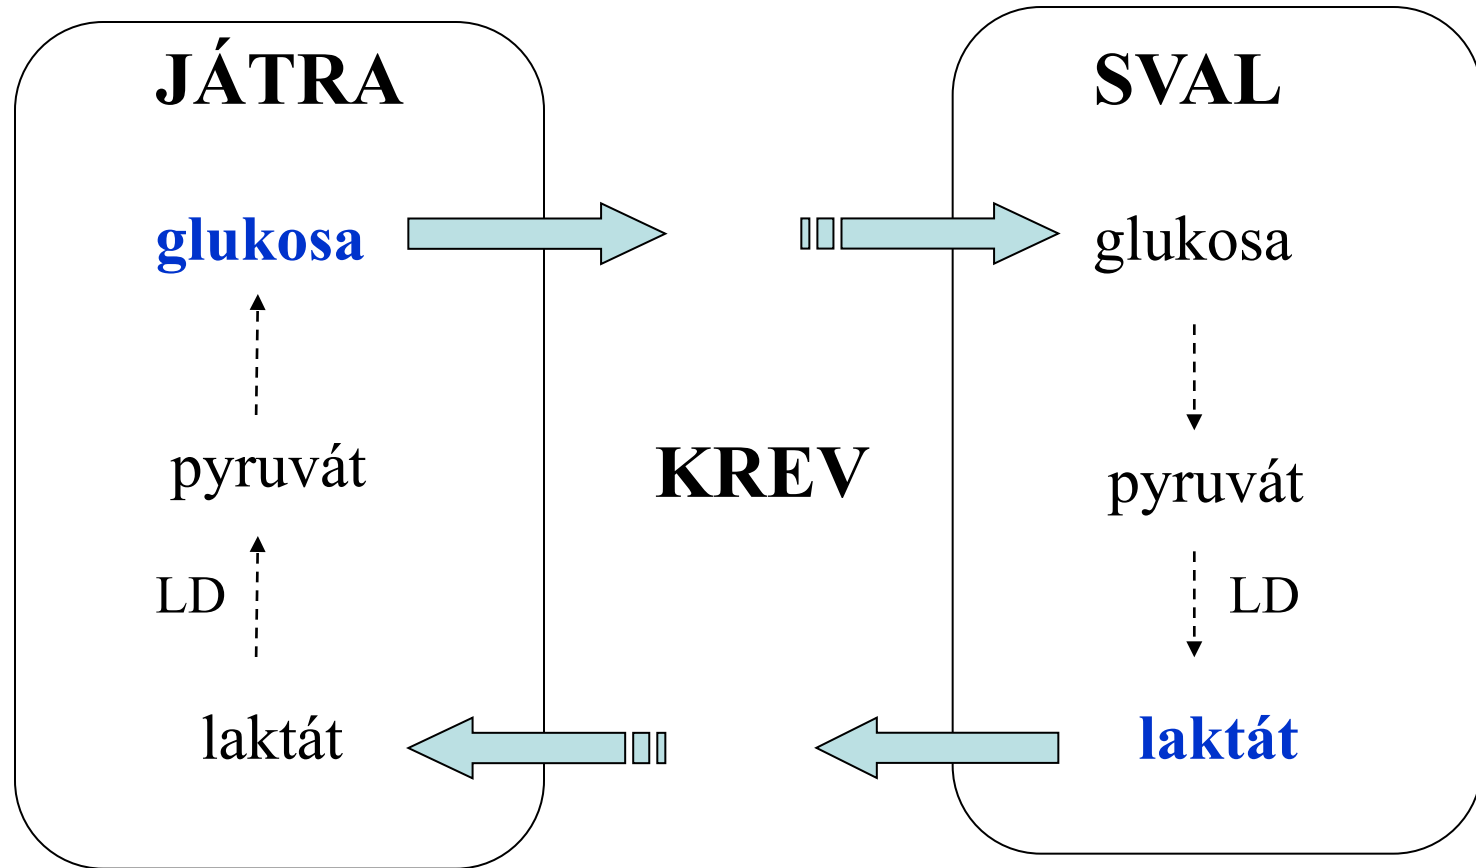 JÁTRA
glukosa
pyruvát
LD
laktát
KREV
SVAL
glukosa
pyruvát
LD
laktát